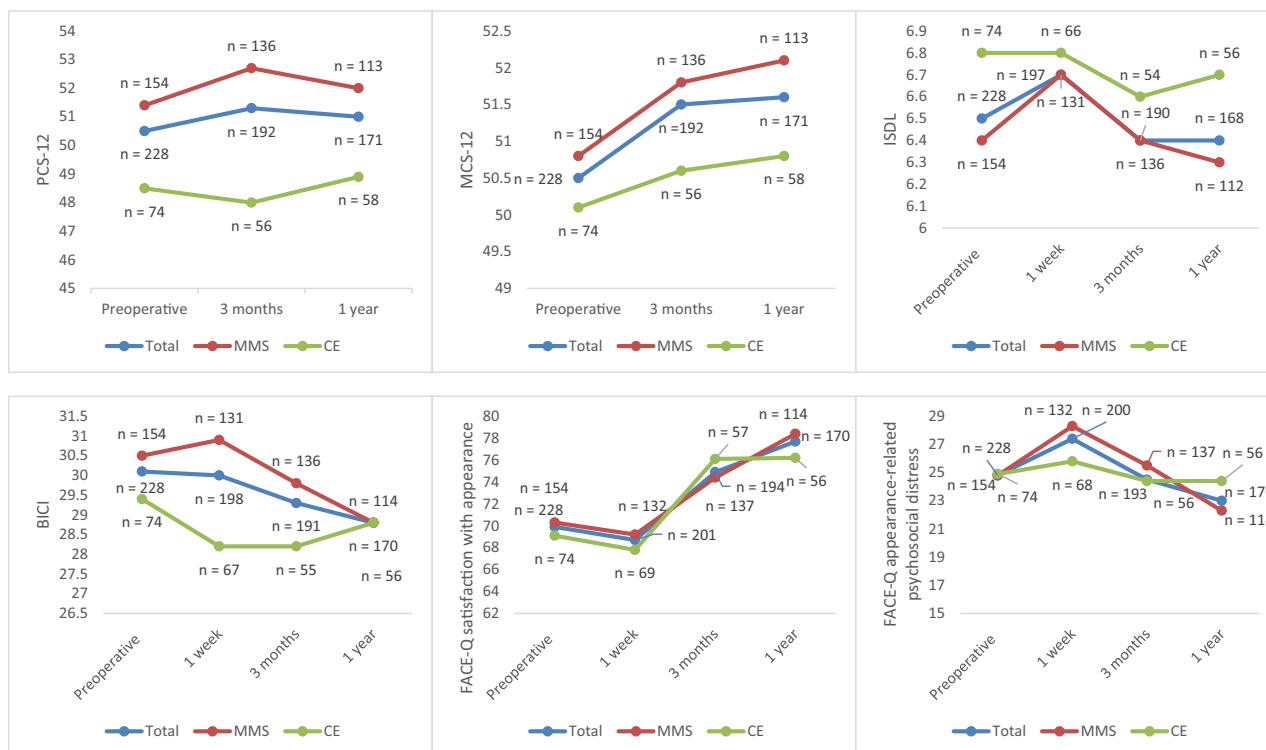 54
53
52
51
50
49
48
47
46
45
PCS-12
n = 154
n = 136
n = 113
n = 228
n = 192
n = 171
n = 74
n = 56
n = 58
Preoperative 3 months 1 year
Total MMS CE
52.5
52
51.5
51
50.5
50
49.5
49
MCS-12
n = 154
n = 136
n = 113
n = 228
n =192
n = 171
n = 74
n = 56
n = 58
Preoperative 3 months 1 year
Total MMS CE
6.9
6.8
6.7
6.6
6.5
6.4
6.3
6.2
6.1
6
ISDL
n = 74
n = 66
n = 54
n = 56
n = 228
n = 197
n = 131
n = 190
n = 168
n = 154
n = 136
n = 112
Preoperative 1 week 3 months 1 year
Total MMS CE
31.5
31
30.5
30
29.5
29
28.5
28
27.5
27
26.5
BICI
n = 154
n = 131
n = 136
n = 114
n = 228
n = 198
n = 191
n = 170
n = 74
n = 67
n = 55
n = 56
Preoperative 1 week 3 months 1 year
Total MMS CE
80
78
76
74
72
70
68
66
64
62
FACE-Q satisfaction with appearance
n = 154
n = 228
n = 74
n = 132
n = 201
n = 69
n = 57
n = 194
n = 137
n = 114
n = 170
n = 56
Preoperative 1 week 3 months 1 year
Total MMS CE
29
27
25
23
21
19
17
15
FACE-Q appearance-related
psychosocial distress
n = 228
n = 154
n = 74
n = 132
n = 200
n = 68
n = 137
n = 193
n = 56
n = 56
n =
n =
Preoperative 1 week 3 months 1 year
Total MMS CE